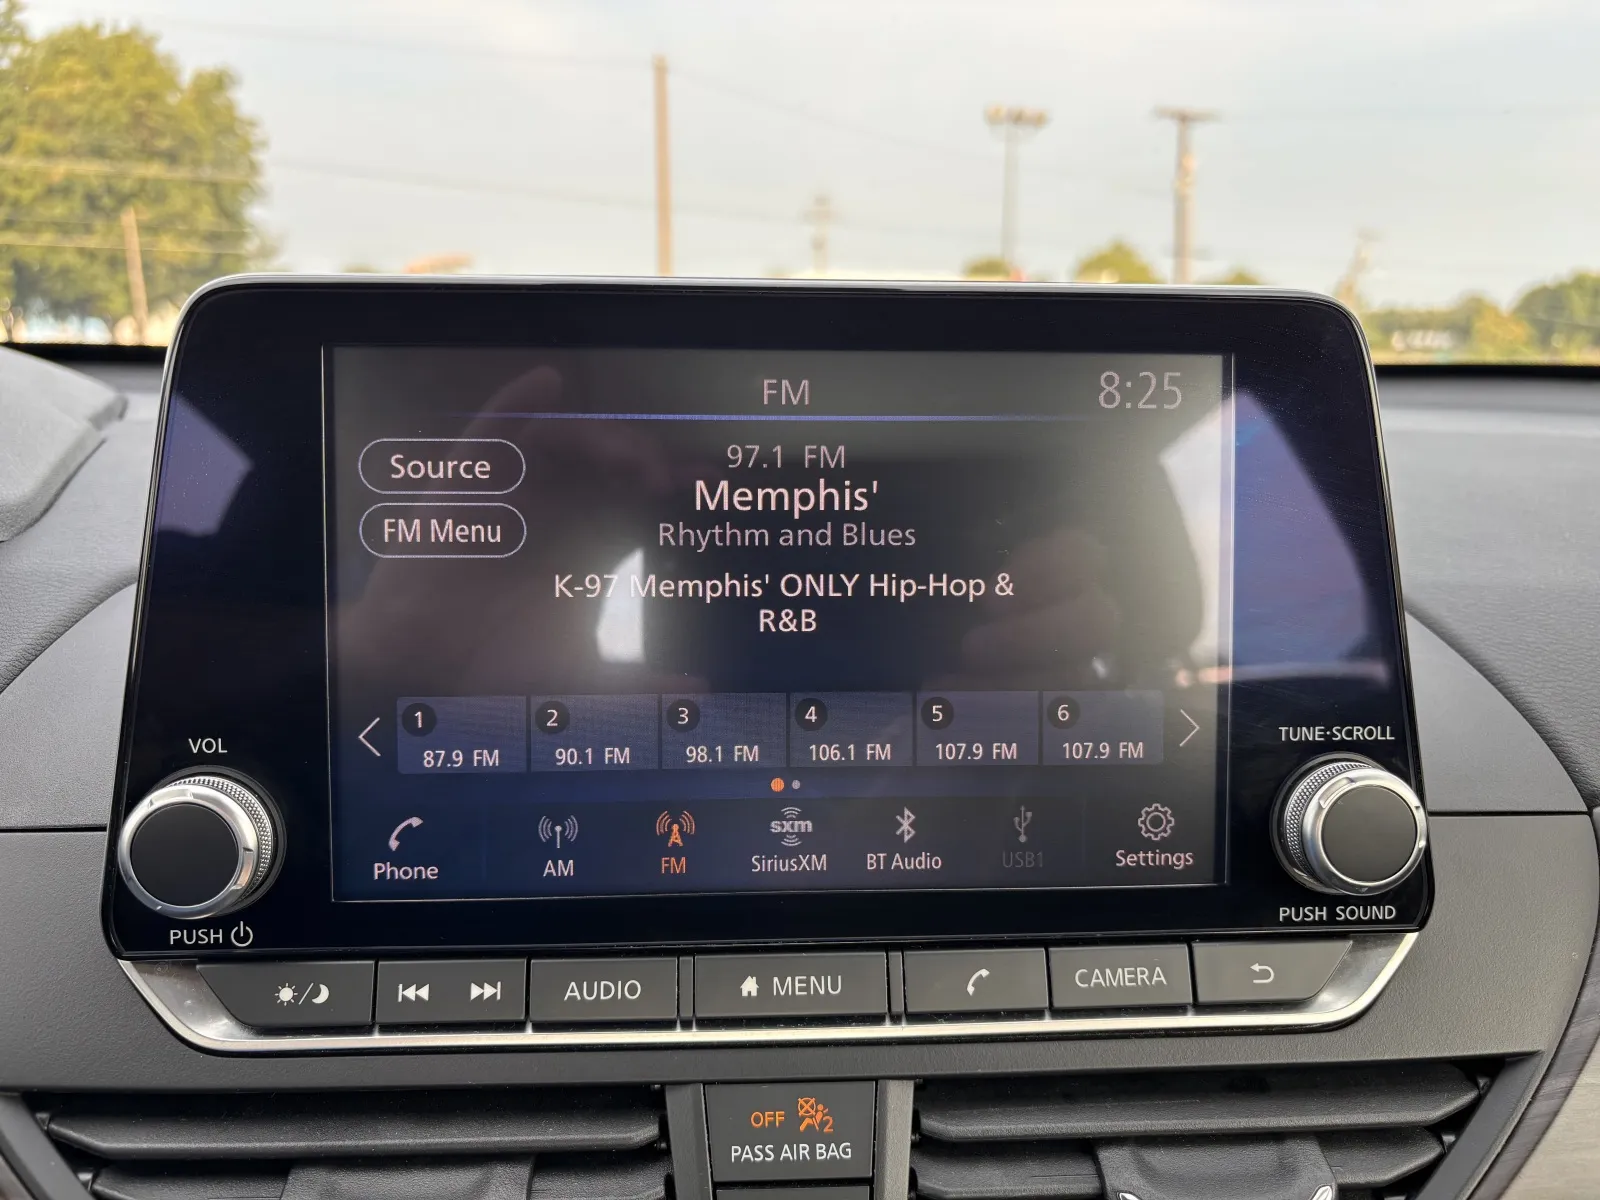 FM
8:25
Source
FM Menu
97.1 FM
Memphis'
Rhythm and Blues
K-97 Memphis' ONLY Hip-Hop &
R&B
1
87.9 FM
2
90.1 FM
3
98.1 FM
4
106.1 FM
5
107.9 FM
6
107.9 FM
Phone
AM
FM
sxm
SiriusXM
BT Audio
USB1
Settings
VOL
PUSH
TUNE·SCROLL
PUSH SOUND
AUDIO
MENU
CAMERA
OFF
2
PASS AIR BAG